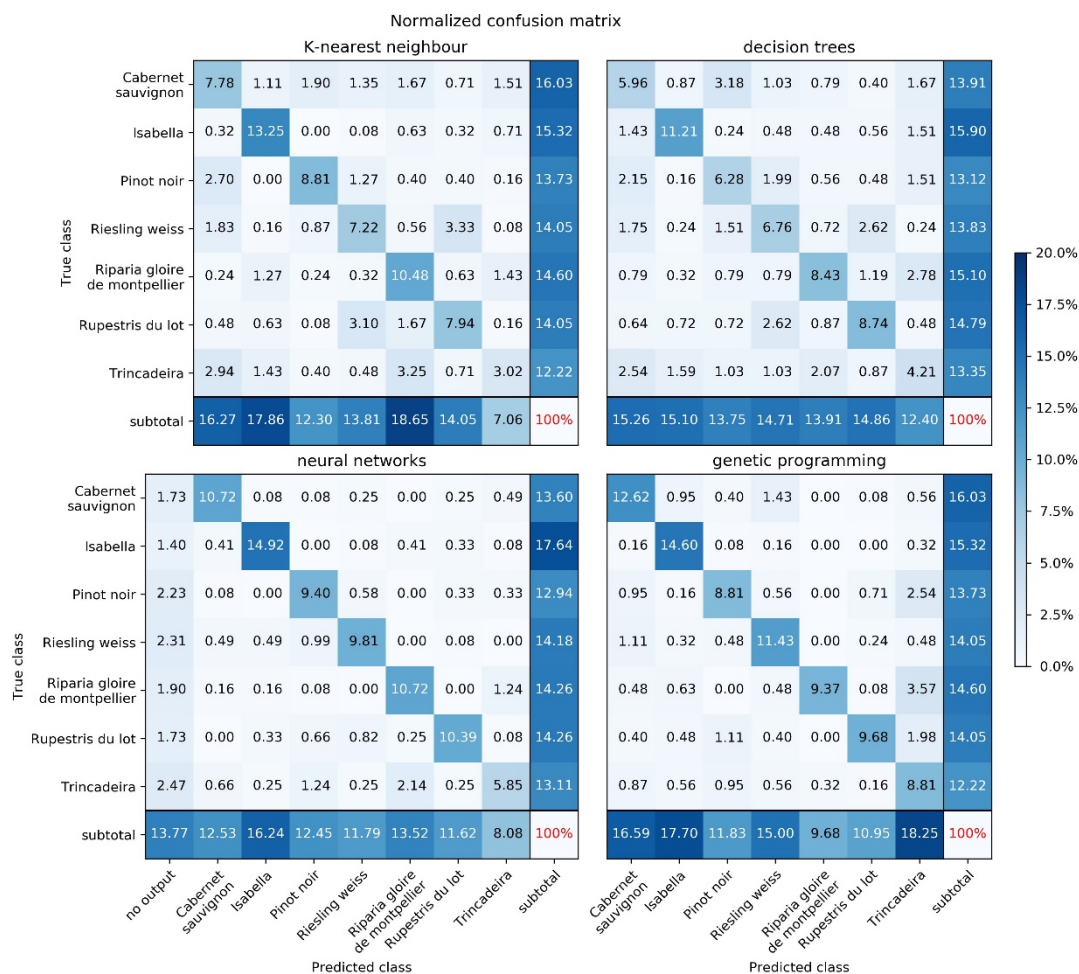 Normalized confusion matrix
K-nearest neighbour
True class
Cabernet
sauvignon
7.78 1.11 1.90 1.35 1.67 0.71 1.51 16.03
Isabella 0.32 13.25 0.00 0.08 0.63 0.32 0.71 15.32
Pinot noir 2.70 0.00 8.81 1.27 0.40 0.40 0.16 13.73
Riesling weiss 1.83 0.16 0.87 7.22 0.56 3.33 0.08 14.05
Riparia gloire
de montpellier
0.24 1.27 0.24 0.32 10.48 0.63 1.43 14.60
Rupestris du lot 0.48 0.63 0.08 3.10 1.67 7.94 0.16 14.05
Trincadeira 2.94 1.43 0.40 0.48 3.25 0.71 3.02 12.22
subtotal 16.27 17.86 12.30 13.81 18.65 14.05 7.06 100%
decision trees
5.96 0.87 3.18 1.03 0.79 0.40 1.67 13.91
1.43 11.21 0.24 0.48 0.48 0.56 1.51 15.90
2.15 0.16 6.28 1.99 0.56 0.48 1.51 13.12
1.75 0.24 1.51 6.76 0.72 2.62 0.24 13.83
0.79 0.32 0.79 0.79 8.43 1.19 2.78 15.10
0.64 0.72 0.72 2.62 0.87 8.74 0.48 14.79
2.54 1.59 1.03 1.03 2.07 0.87 4.21 13.35
15.26 15.10 13.75 14.71 13.91 14.86 12.40 100%
neural networks
True class
Cabernet
sauvignon
1.73 10.72 0.08 0.08 0.25 0.00 0.25 0.49 13.60
Isabella 1.40 0.41 14.92 0.00 0.08 0.41 0.33 0.08 17.64
Pinot noir 2.23 0.08 0.00 9.40 0.58 0.00 0.33 0.33 12.94
Riesling weiss 2.31 0.49 0.49 0.99 9.81 0.00 0.08 0.00 14.18
Riparia gloire
de montpellier
1.90 0.16 0.16 0.08 0.00 10.72 0.00 1.24 14.26
Rupestris du lot 1.73 0.00 0.33 0.66 0.82 0.25 10.39 0.08 14.26
Trincadeira 2.47 0.66 0.25 1.24 0.25 2.14 0.25 5.85 13.11
subtotal 13.77 12.53 16.24 12.45 11.79 13.52 11.62 8.08 100%
no output
Cabernet
sauvignon
Isabella
Pinot noir
Riesling weiss
Riparia gloire
de montpellier
Rupestris du lot
Trincadeira
subtotal
Predicted class
genetic programming
12.62 0.95 0.40 1.43 0.00 0.08 0.56 16.03
0.16 14.60 0.08 0.16 0.00 0.00 0.32 15.32
0.95 0.16 8.81 0.56 0.00 0.71 2.54 13.73
1.11 0.32 0.48 11.43 0.00 0.24 0.48 14.05
0.48 0.63 0.00 0.48 9.37 0.08 3.57 14.60
0.40 0.48 1.11 0.40 0.00 9.68 1.98 14.05
0.87 0.56 0.95 0.56 0.32 0.16 8.81 12.22
16.59 17.70 11.83 15.00 9.68 10.95 18.25 100%
Cabernet
sauvignon
Isabella
Pinot noir
Riesling weiss
Riparia gloire
de montpellier
Rupestris du lot
Trincadeira
subtotal
Predicted class
20.0%
17.5%
15.0%
12.5%
10.0%
7.5%
5.0%
2.5%
0.0%